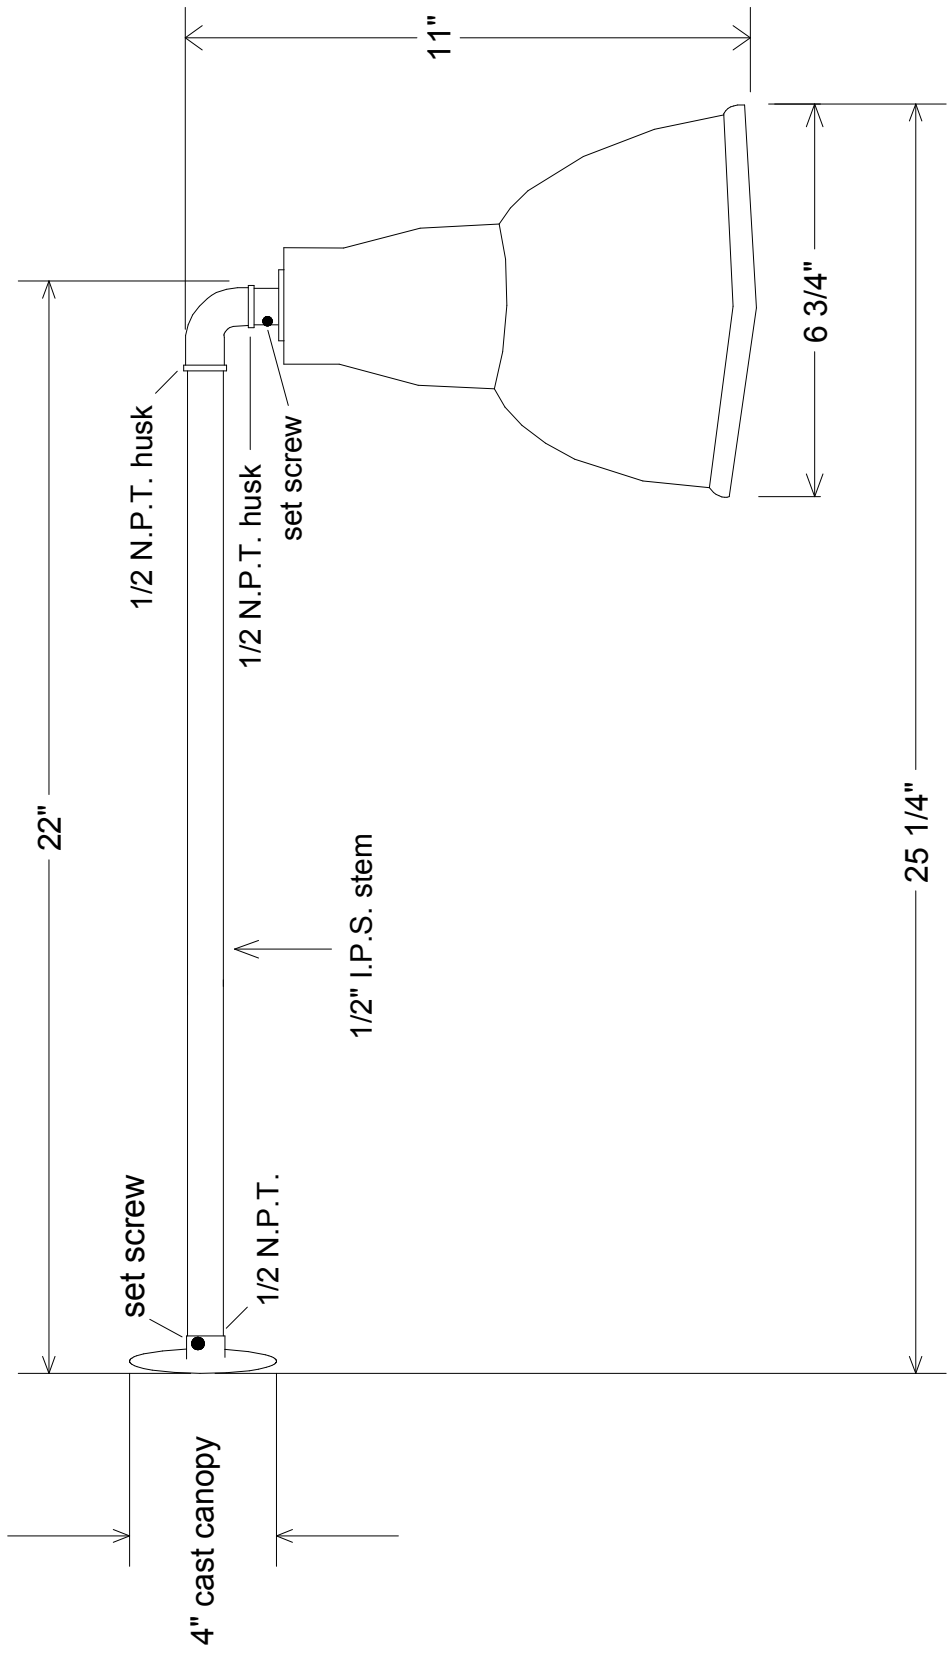 22"
set screw
1/2 N.P.T. husk
4" cast canopy
1/2 N.P.T.
1/2" I.P.S. stem
1/2 N.P.T. husk
set screw
11"
6 3/4"
25 1/4"